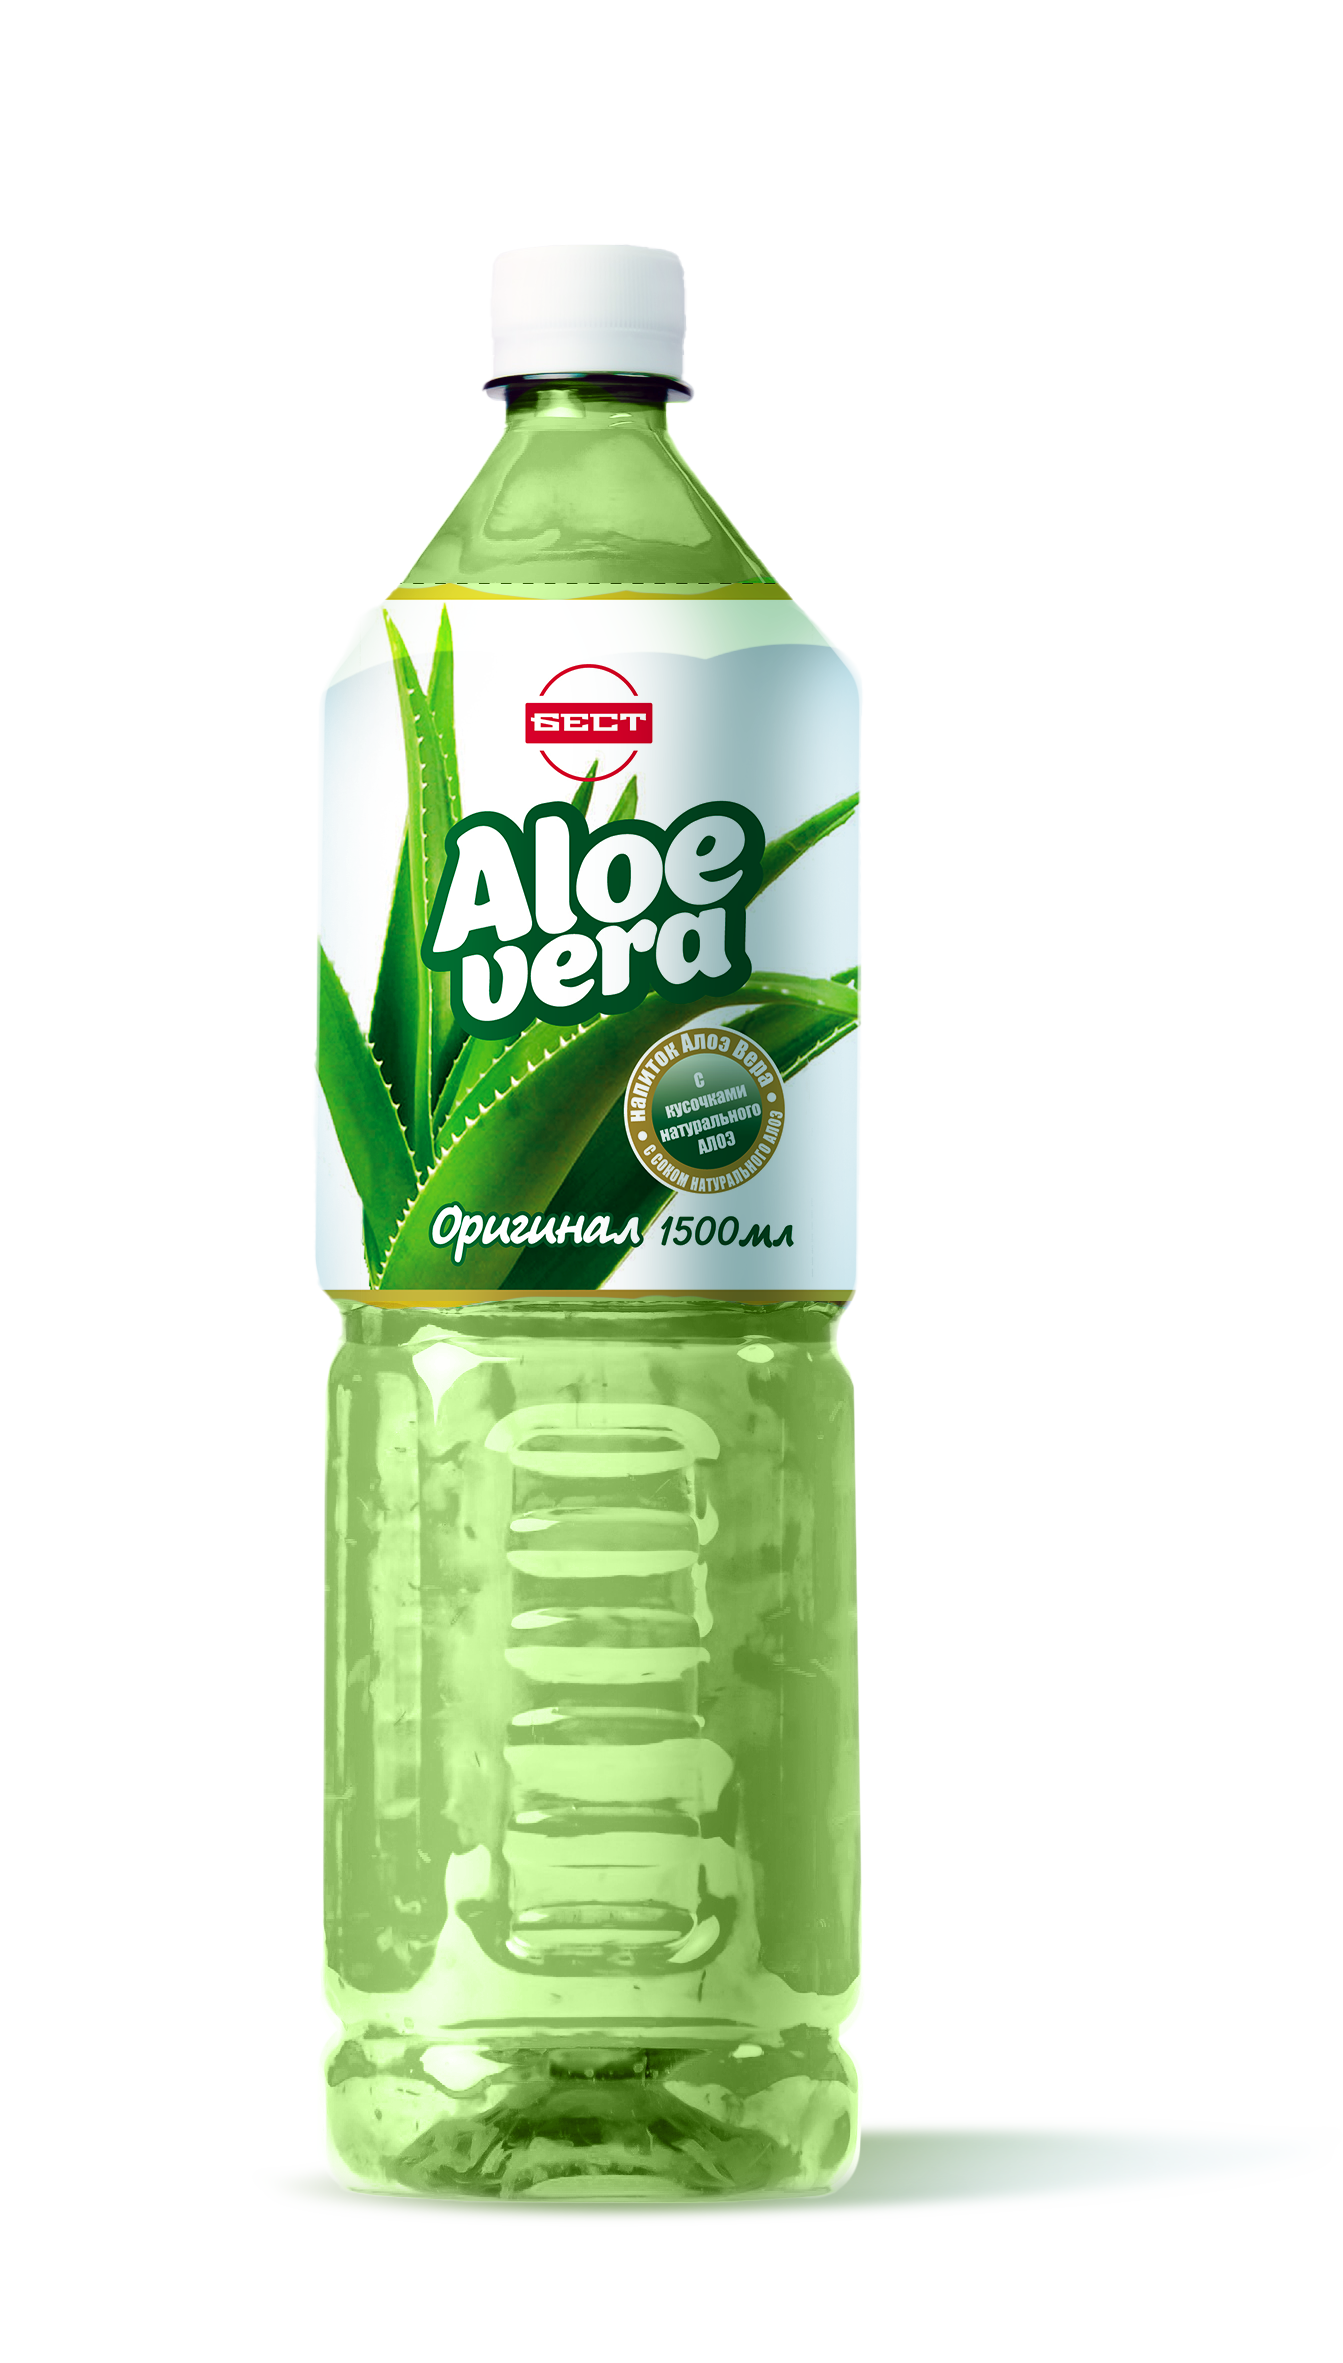 БЕСТ
Aloe
vera
напиток Алоэ Вера
с
кусочками
натурального
АЛОЭ
с соком натурального алоэ
Оригинал 1500мл